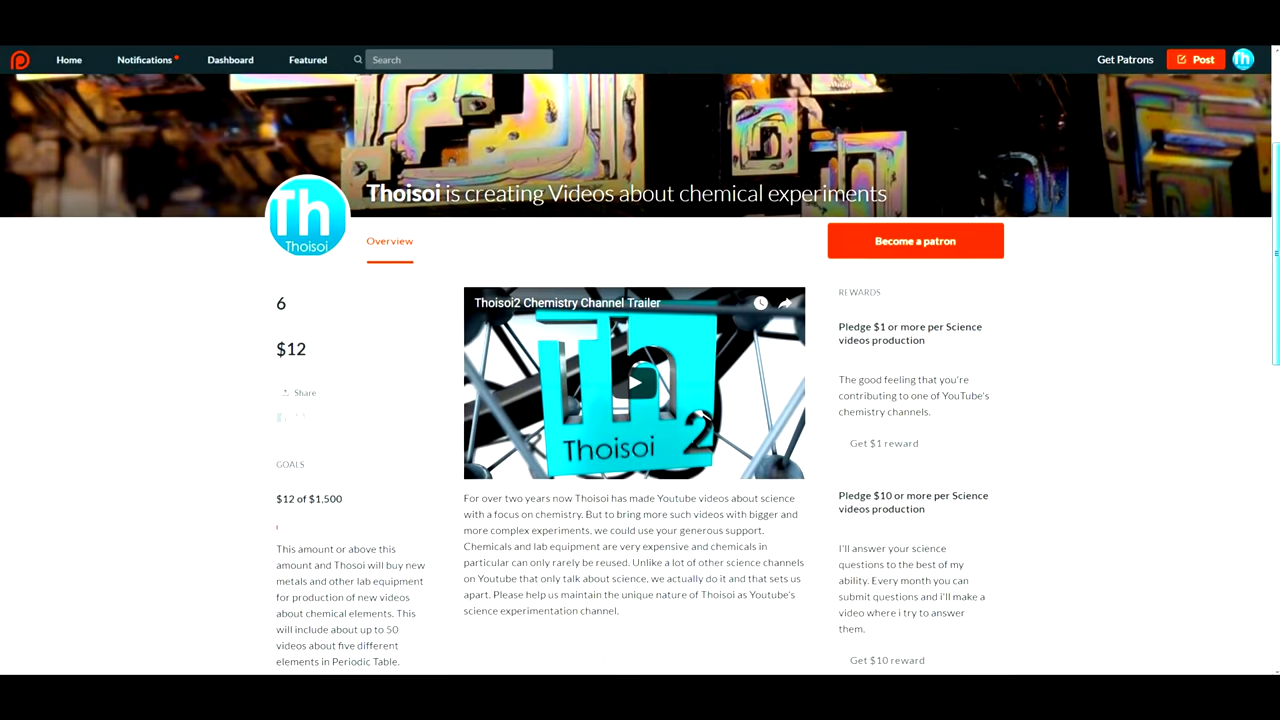 Home Notifications Dashboard Featured Search Get Patrons Post Th
Thoisoi is creating Videos about chemical experiments
Th
Thoisoi
Overview
Become a patron
6
$12
Share
GOALS
$12 of $1,500
This amount or above this
amount and Thosoi will buy new
metals and other lab equipment
for production of new videos
about chemical elements. This
will include about up to 50
videos about five different
elements in Periodic Table.
Thoisoi2 Chemistry Channel Trailer
Th
Thoisoi 2
For over two years now Thoisoi has made Youtube videos about science
with a focus on chemistry. But to bring more such videos with bigger and
more complex experiments, we could use your generous support.
Chemicals and lab equipment are very expensive and chemicals in
particular can only rarely be reused. Unlike a lot of other science channels
on Youtube that only talk about science, we actually do it and that sets us
apart. Please help us maintain the unique nature of Thoisoi as Youtube's
science experimentation channel.
REWARDS
Pledge $1 or more per Science
videos production
The good feeling that you're
contributing to one of YouTube's
chemistry channels.
Get $1 reward
Pledge $10 or more per Science
videos production
I'll answer your science
questions to the best of my
ability. Every month you can
submit questions and i'll make a
video where i try to answer
them.
Get $10 reward